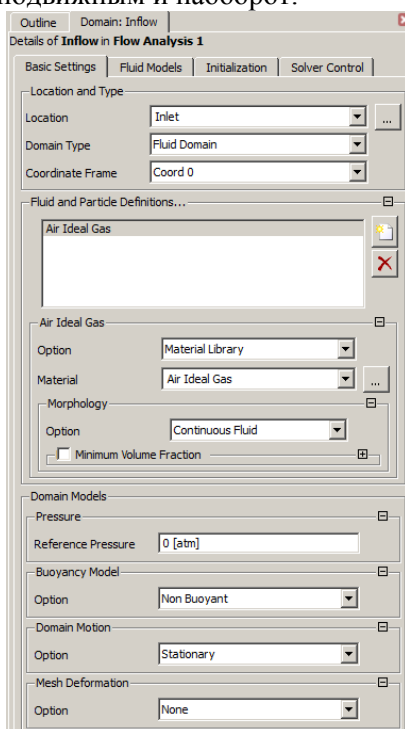 подвижным и наоборот.
Outline Domain: Inflow
Details of Inflow in Flow Analysis 1
Basic Settings Fluid Models Initialization Solver Control
Location and Type
Location Inlet ...
Domain Type Fluid Domain
Coordinate Frame Coord 0
Fluid and Particle Definitions...
Air Ideal Gas
Air Ideal Gas
Option Material Library
Material Air Ideal Gas ...
Morphology
Option Continuous Fluid
Minimum Volume Fraction
Domain Models
Pressure
Reference Pressure 0 [atm]
Buoyancy Model
Option Non Buoyant
Domain Motion
Option Stationary
Mesh Deformation
Option None